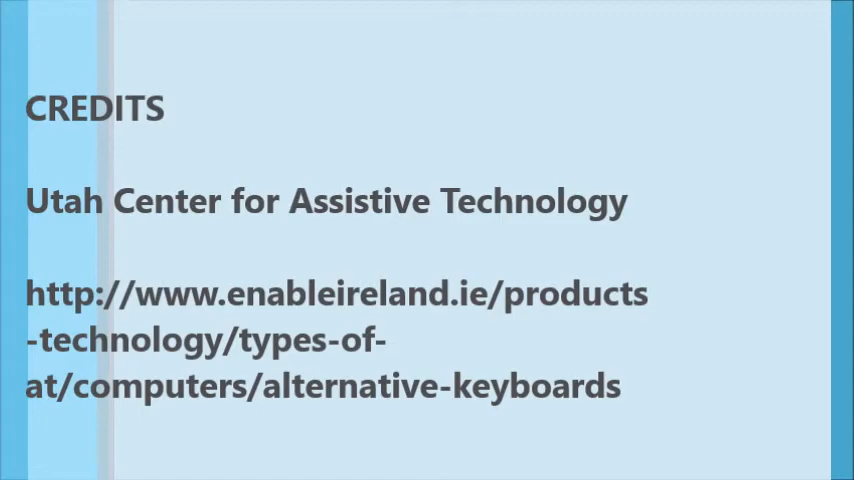 CREDITS
Utah Center for Assistive Technology
http://www.enableireland.ie/products
-technology/types-of-
at/computers/alternative-keyboards